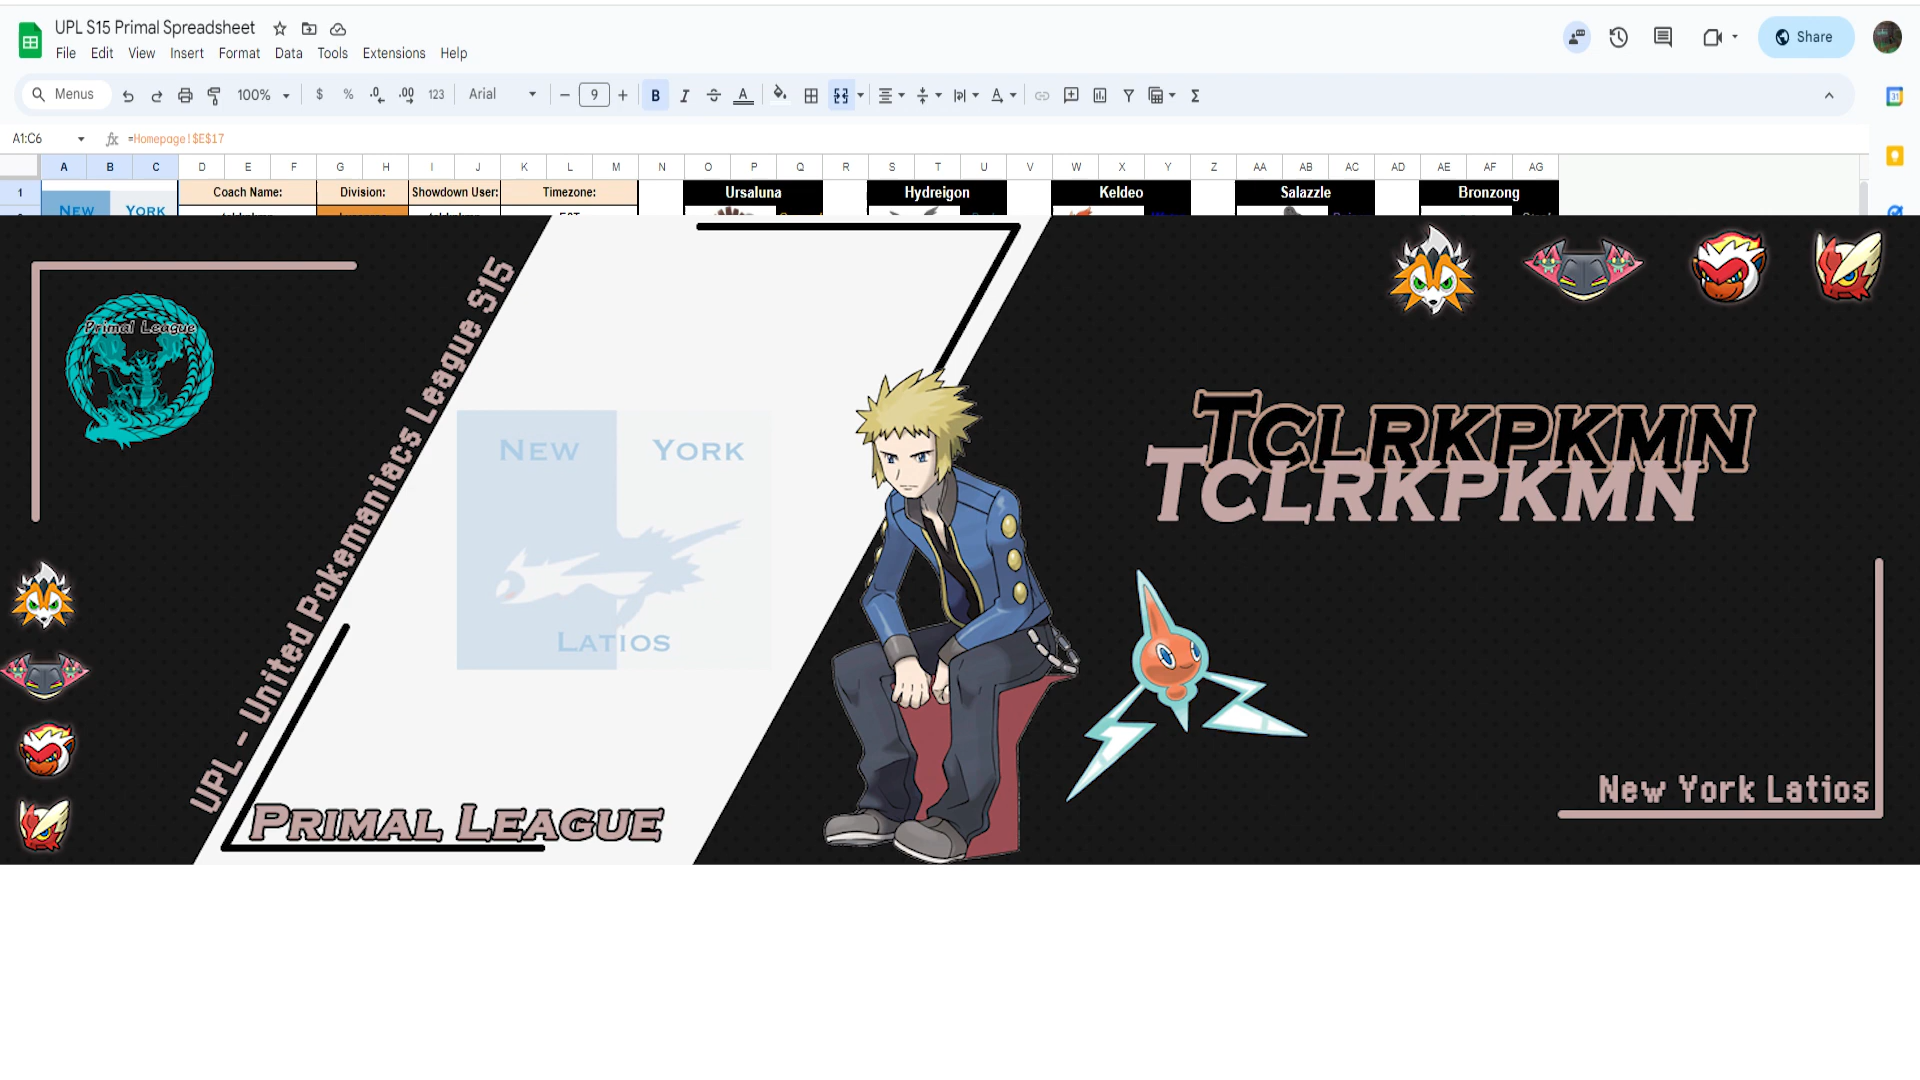 UPL S15 Primal Spreadsheet
File Edit View Insert Format Data Tools Extensions Help
Share
Menus 100% $ % .0 .00 123 Arial 9 B I A Σ
A1:C6 fx =Homepage!$E$17
A B C D E F G H I J K L M N O P Q R S T U V W X Y Z AA AB AC AD AE AF AG
1 Coach Name: Division: Showdown User: Timezone: Ursaluna Hydreigon Keldeo Salazzle Bronzong
NEW YORK
Primal League
UPL - United Pokemaniacs League S15
NEW YORK
LATIOS
PRIMAL LEAGUE
TCLRKPKMN
TCLRKPKMN
New York Latios